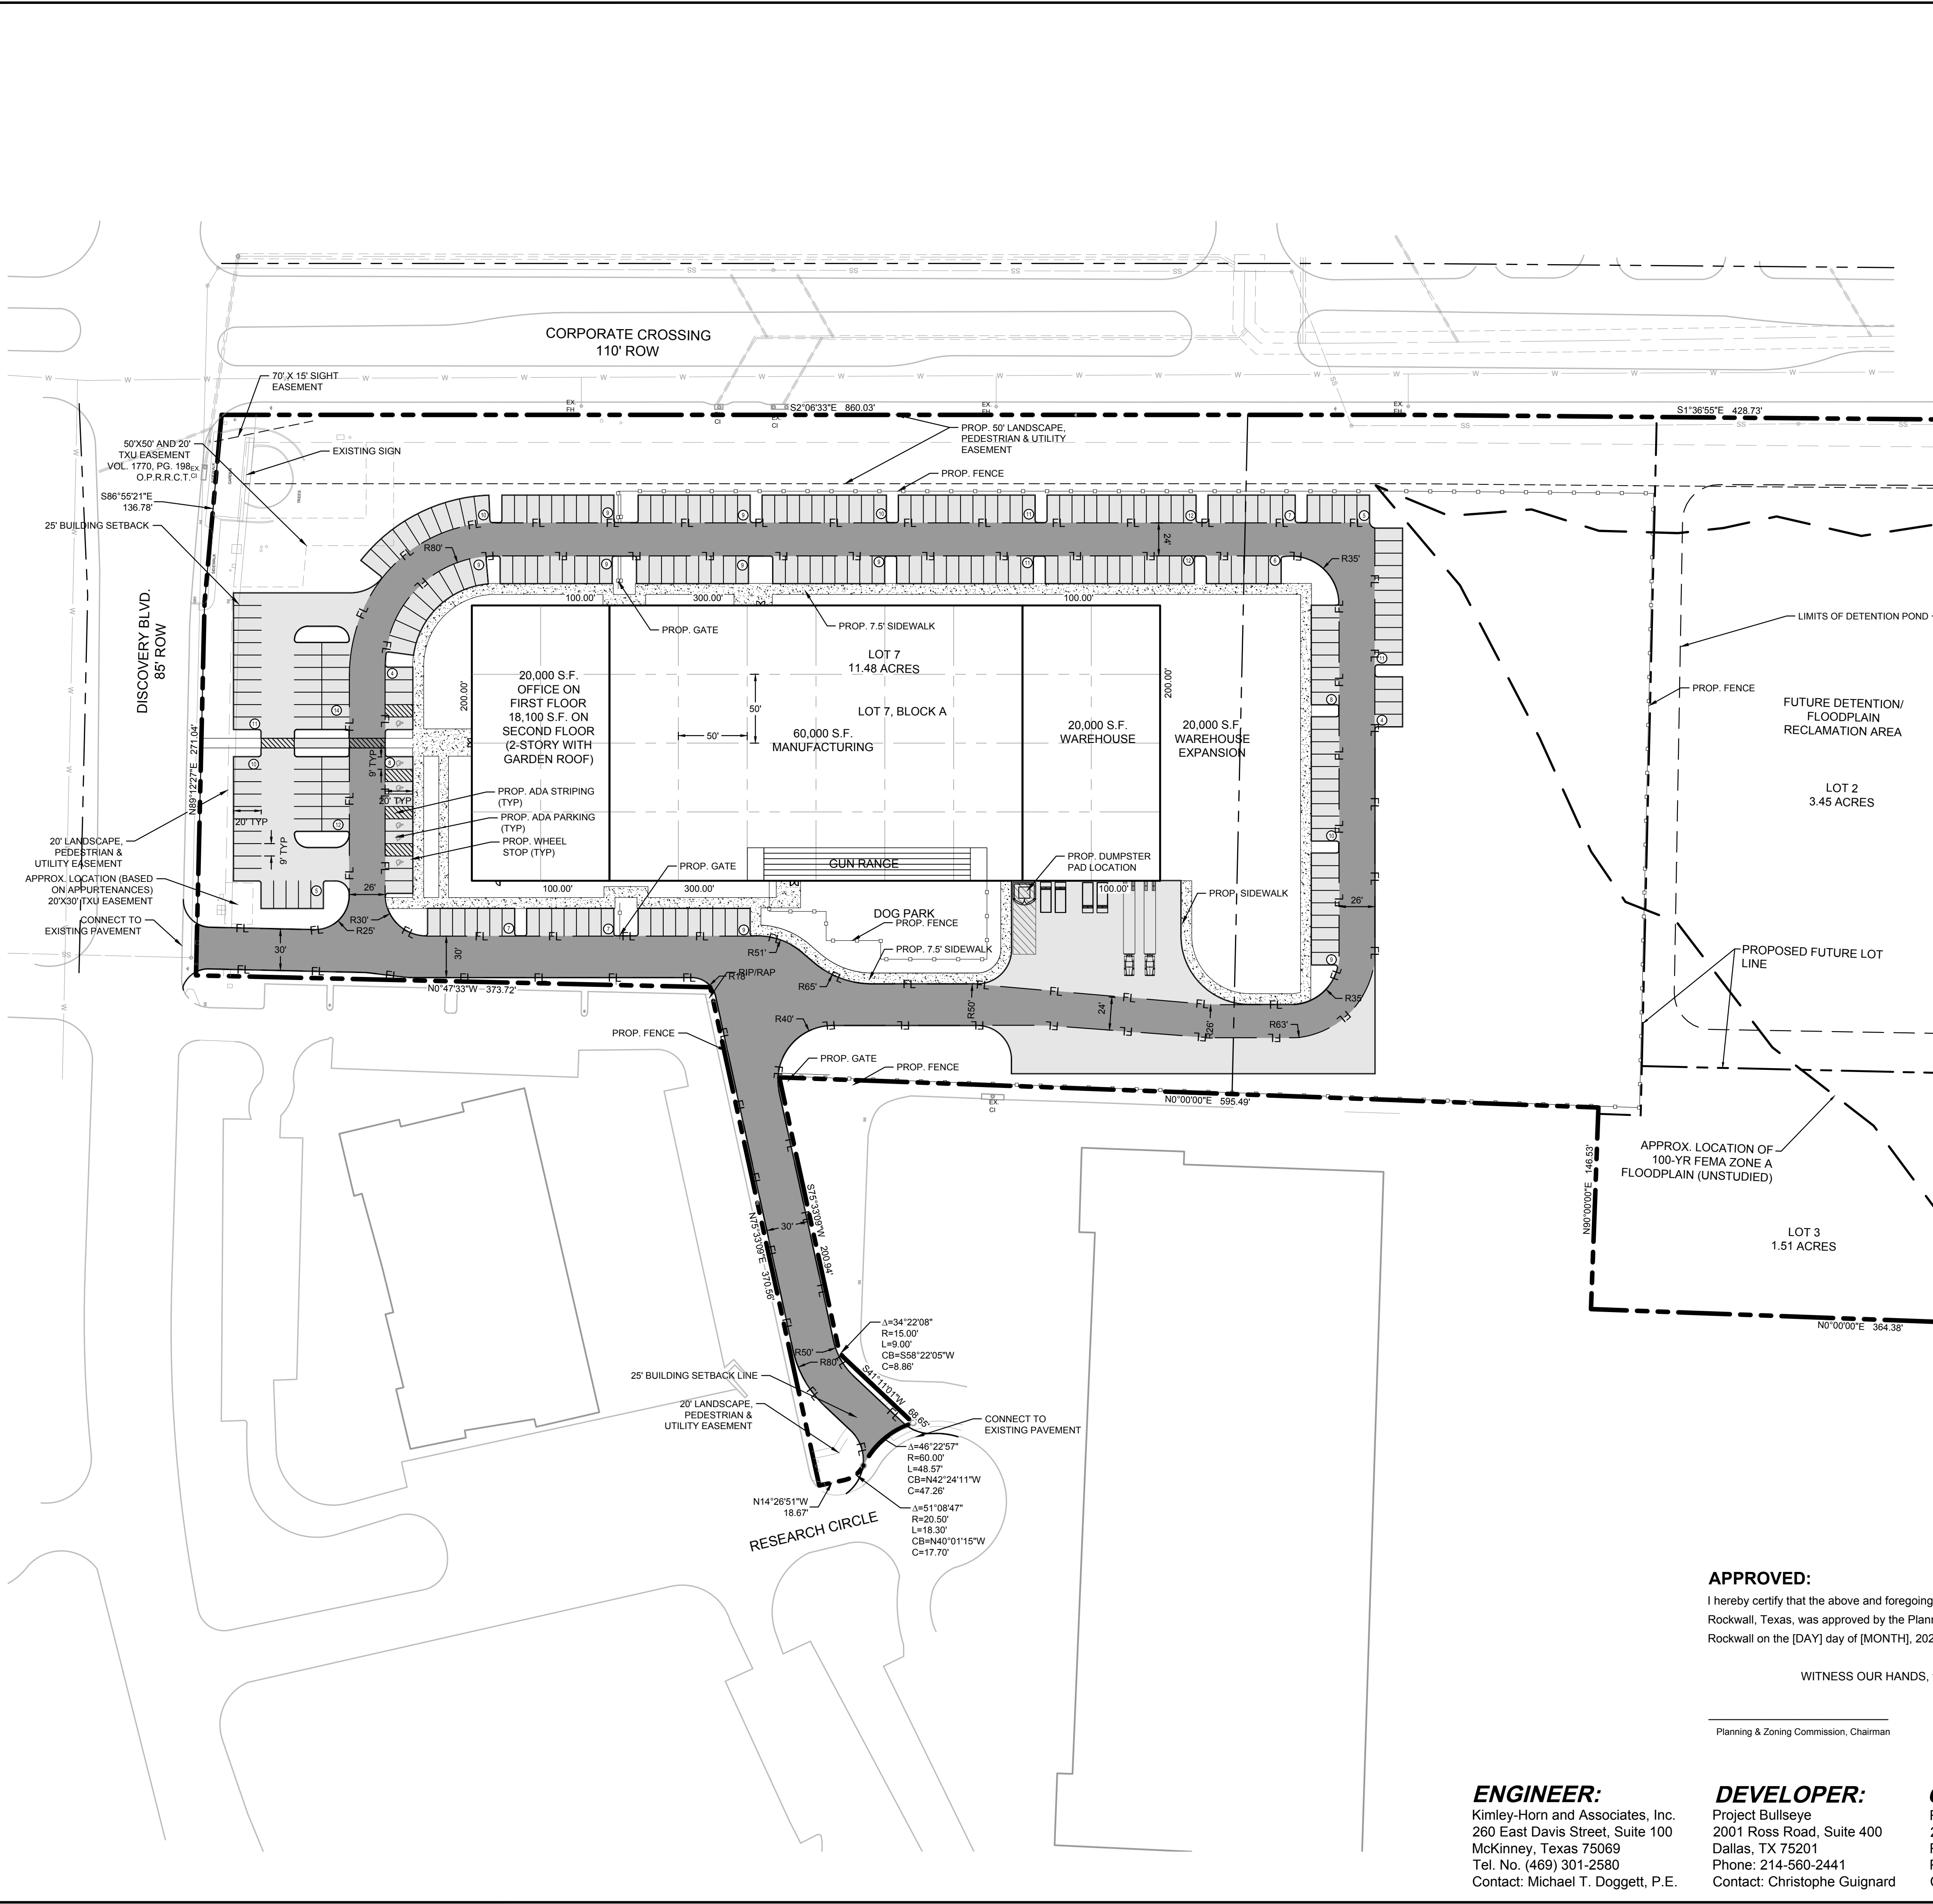 CORPORATE CROSSING
110' ROW
70' X 15' SIGHT
EASEMENT
50'X50' AND 20'
TXU EASEMENT
VOL. 1770, PG. 198
O.P.R.R.C.T.
EX.
CI
EXISTING SIGN
S86°55'21"E
136.78'
25' BUILDING SETBACK
DISCOVERY BLVD.
85' ROW
N89°12'27"E 271.04'
20' LANDSCAPE,
PEDESTRIAN &
UTILITY EASEMENT
APPROX. LOCATION (BASED
ON APPURTENANCES)
20'X30' TXU EASEMENT
CONNECT TO
EXISTING PAVEMENT
EX.
FH
S2°06'33"E 860.03'
EX.
CI
EX.
FH
EX.
FH
S1°36'55"E 428.73'
PROP. 50' LANDSCAPE,
PEDESTRIAN & UTILITY
EASEMENT
PROP. FENCE
R80'
24'
R35'
100.00'
300.00'
100.00'
PROP. GATE
PROP. 7.5' SIDEWALK
LOT 7
11.48 ACRES
LOT 7, BLOCK A
200.00'
200.00'
20,000 S.F.
OFFICE ON
FIRST FLOOR
18,100 S.F. ON
SECOND FLOOR
(2-STORY WITH
GARDEN ROOF)
50'
50'
60,000 S.F.
MANUFACTURING
20,000 S.F.
WAREHOUSE
20,000 S.F.
WAREHOUSE
EXPANSION
LIMITS OF DETENTION POND
PROP. FENCE
FUTURE DETENTION/
FLOODPLAIN
RECLAMATION AREA
LOT 2
3.45 ACRES
9' TYP
20' TYP
20' TYP
9' TYP
PROP. ADA STRIPING
(TYP)
PROP. ADA PARKING
(TYP)
PROP. WHEEL
STOP (TYP)
PROP. GATE
GUN RANGE
PROP. DUMPSTER
PAD LOCATION
100.00'
300.00'
100.00'
26'
26'
R30'
R25'
30'
30'
DOG PARK
PROP. FENCE
PROP. SIDEWALK
PROP. 7.5' SIDEWALK
R51'
RIP/RAP
R65'
R50'
24'
R26'
R63'
R35'
R40'
N0°47'33"W 373.72'
PROP. FENCE
PROP. GATE
PROP. FENCE
EX.
CI
N0°00'00"E 595.49'
PROPOSED FUTURE LOT
LINE
APPROX. LOCATION OF
100-YR FEMA ZONE A
FLOODPLAIN (UNSTUDIED)
N90°00'00"E 146.53'
LOT 3
1.51 ACRES
N0°00'00"E 364.38'
S75°33'09"W 200.94'
N75°33'09"E 370.56'
30'
Δ=34°22'08"
R=15.00'
L=9.00'
CB=S58°22'05"W
C=8.86'
R50'
R80'
S41°11'01"W 68.65'
25' BUILDING SETBACK LINE
20' LANDSCAPE,
PEDESTRIAN &
UTILITY EASEMENT
CONNECT TO
EXISTING PAVEMENT
Δ=46°22'57"
R=60.00'
L=48.57'
CB=N42°24'11"W
C=47.26'
N14°26'51"W
18.67'
Δ=51°08'47"
R=20.50'
L=18.30'
CB=N40°01'15"W
C=17.70'
RESEARCH CIRCLE
APPROVED:
I hereby certify that the above and foregoing
Rockwall, Texas, was approved by the
Rockwall on the [DAY] day of [MONTH],
WITNESS OUR HANDS,
Planning & Zoning Commission, Chairman
ENGINEER:
Kimley-Horn and Associates, Inc.
260 East Davis Street, Suite 100
McKinney, Texas 75069
Tel. No. (469) 301-2580
Contact: Michael T. Doggett, P.E.
DEVELOPER:
Project Bullseye
2001 Ross Road, Suite 400
Dallas, TX 75201
Phone: 214-560-2441
Contact: Christophe Guignard